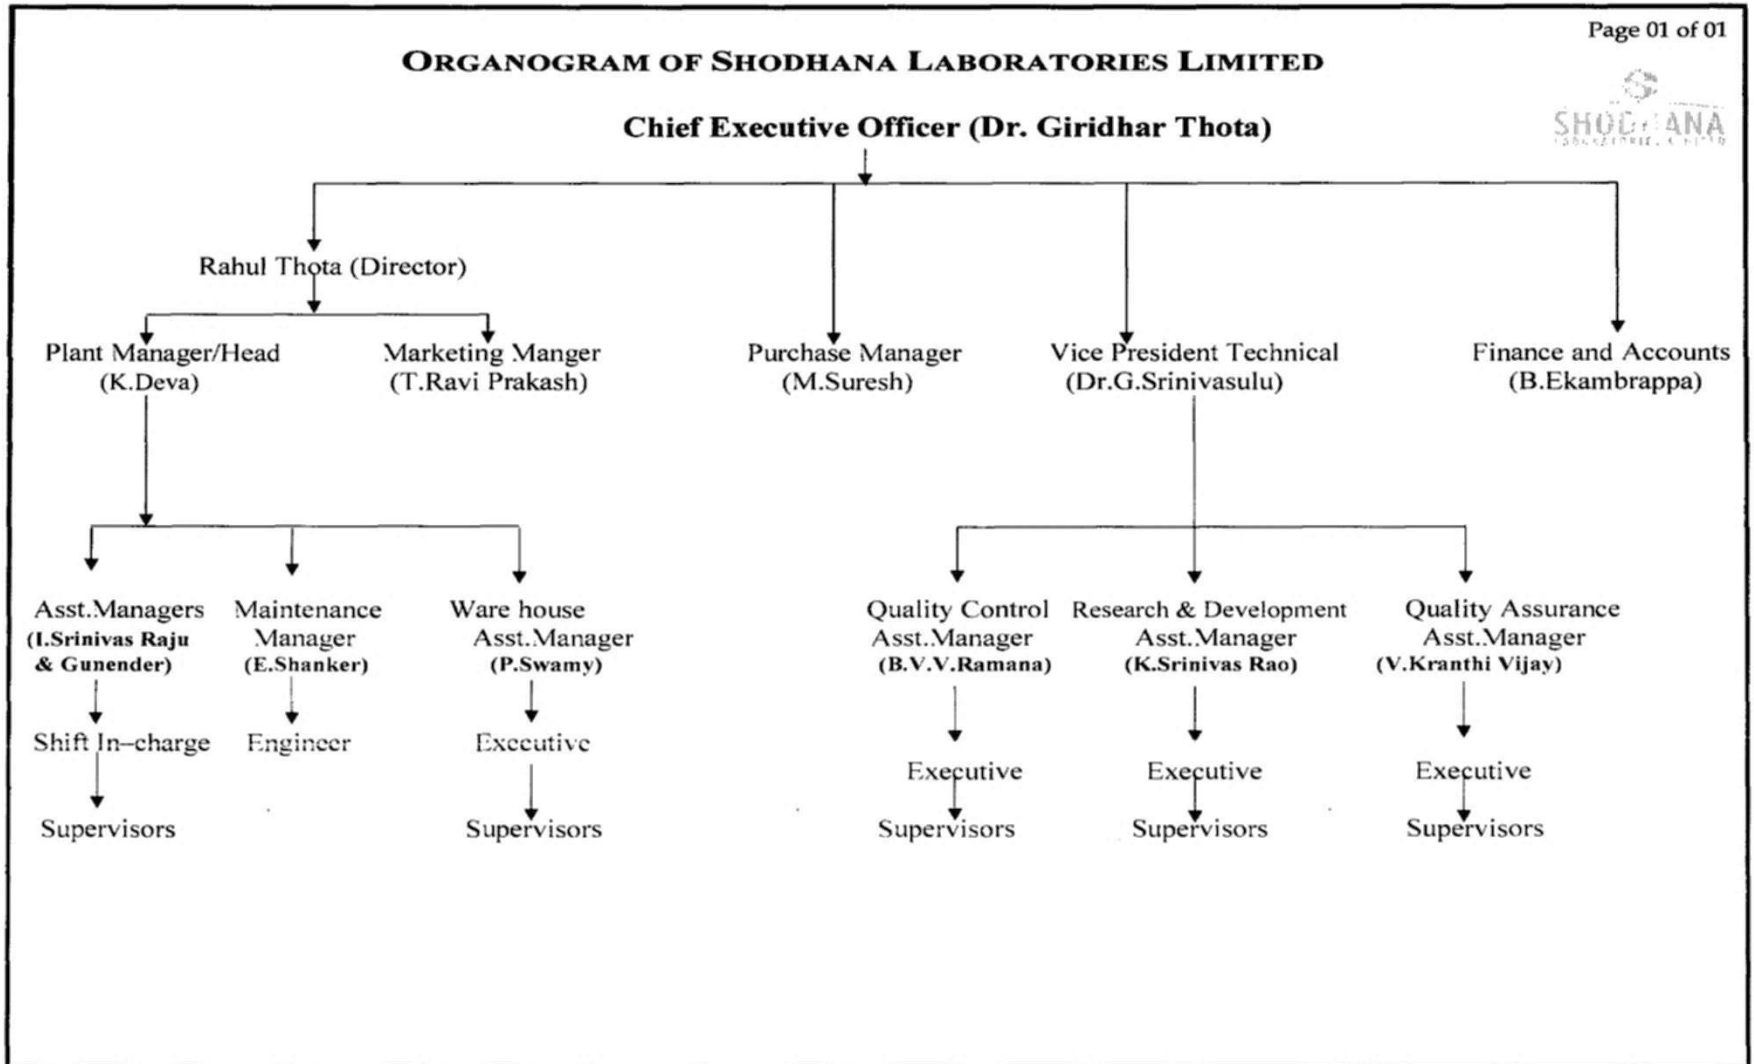 Page 01 of 01
ORGANOGRAM OF SHODHANA LABORATORIES LIMITED
SHODHANA
Chief Executive Officer (Dr. Giridhar Thota)
Rahul Thota (Director)
Plant Manager/Head
(K.Deva)
Marketing Manger
(T.Ravi Prakash)
Purchase Manager
(M.Suresh)
Vice President Technical
(Dr.G.Srinivasulu)
Finance and Accounts
(B.Ekambrappa)
Asst.Managers
(I.Srinivas Raju
& Gunender)
Maintenance
Manager
(E.Shanker)
Ware house
Asst.Manager
(P.Swamy)
Quality Control
Asst.Manager
(B.V.V.Ramana)
Research & Development
Asst.Manager
(K.Srinivas Rao)
Quality Assurance
Asst.Manager
(V.Kranthi Vijay)
Shift In–charge
Engineer
Executive
Executive
Executive
Executive
Supervisors
Supervisors
Supervisors
Supervisors
Supervisors